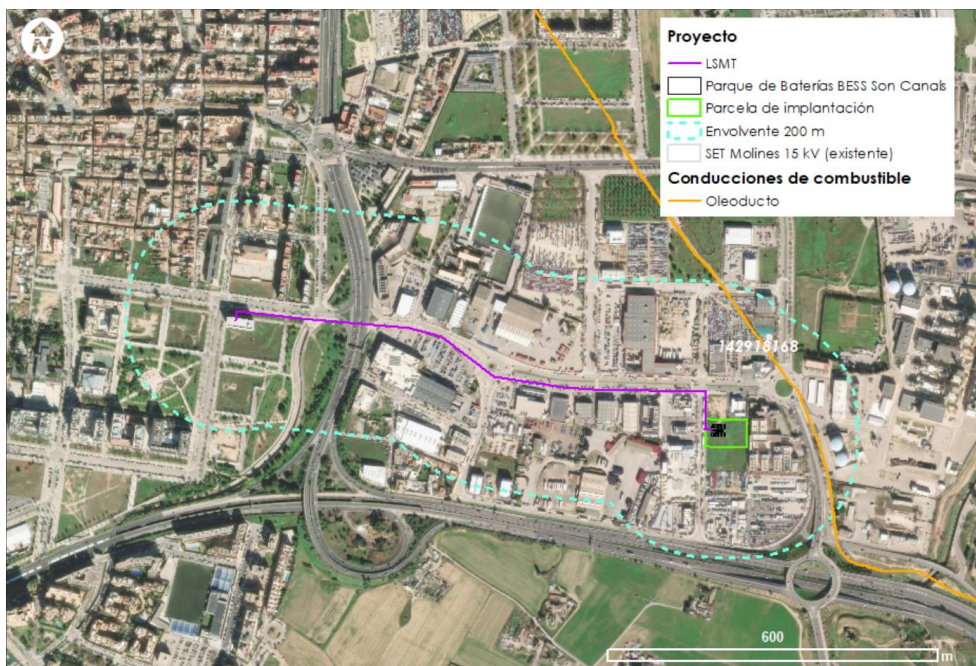 N
Proyecto
LSMT
Parque de Baterías BESS Son Canals
Parcela de implantación
Envolvente 200 m
SET Molines 15 kV (existente)
Conducciones de combustible
Oleoducto
142918168
600
m